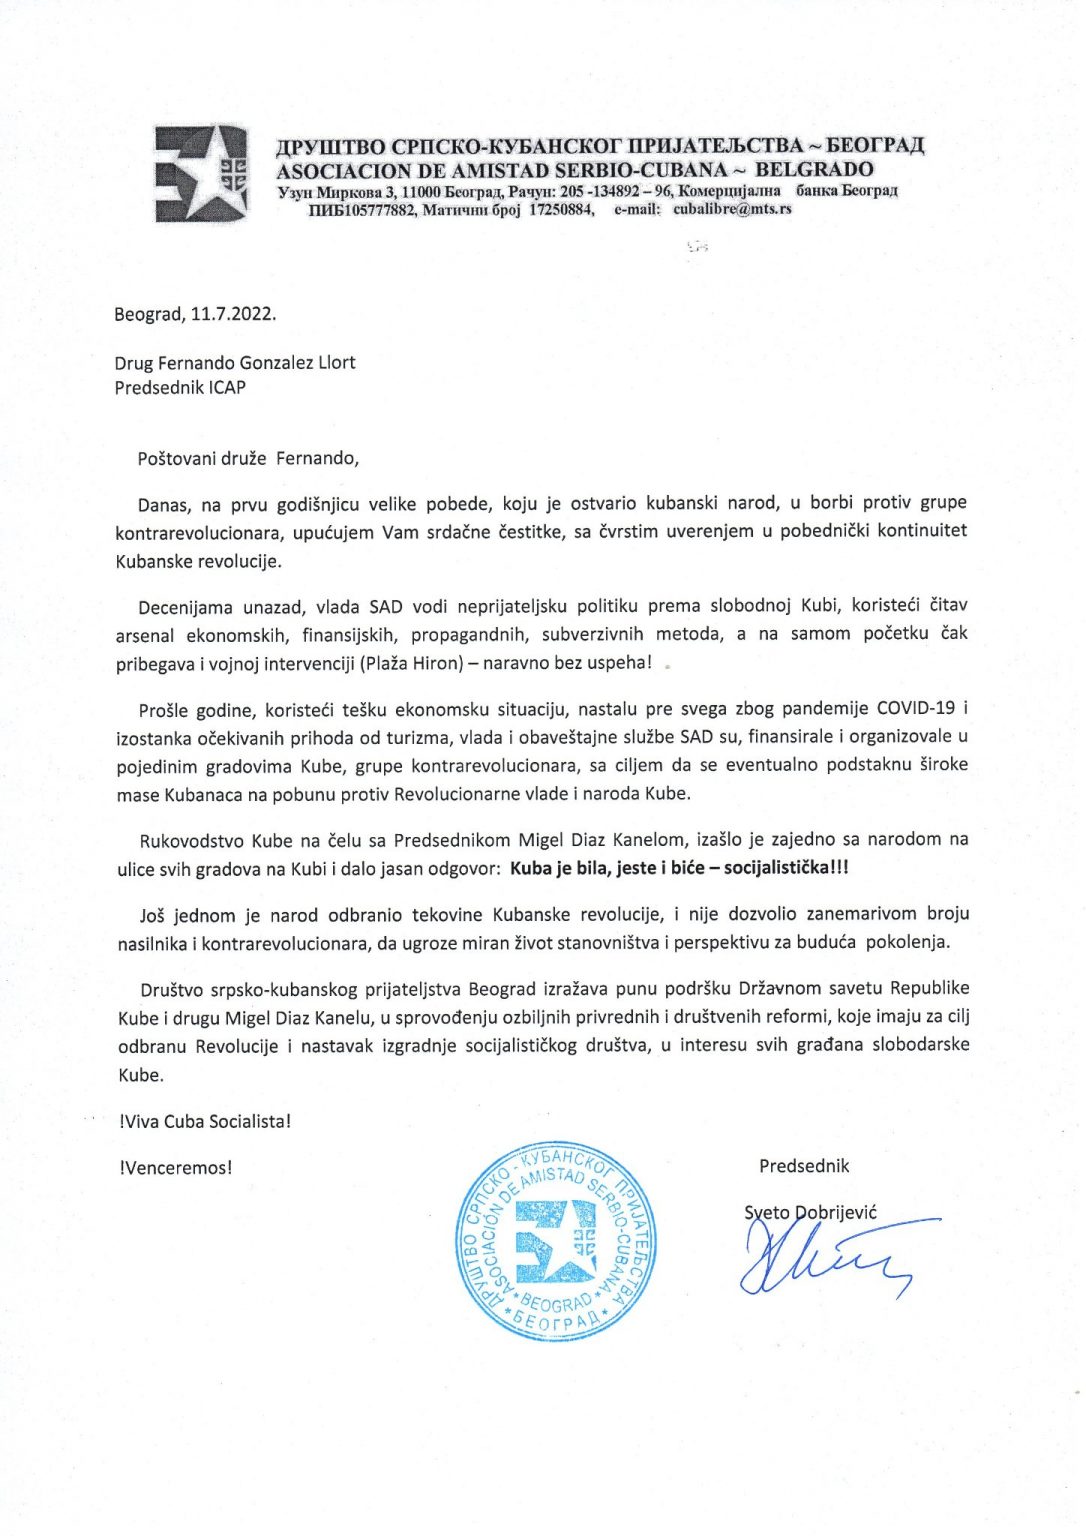 ДРУШТВО СРПСКО-КУБАНСКОГ ПРИЈАТЕЉСТВА ~ БЕОГРАД
ASOCIACION DE AMISTAD SERBIO-CUBANA ~ BELGRADO
Узун Миркова 3, 11000 Београд, Рачун: 205 -134892 – 96, Комерцијална банка Београд
ПИБ105777882, Матични број 17250884, e-mail: cubalibre@mts.rs
Beograd, 11.7.2022.
Drug Fernando Gonzalez Llort
Predsednik ICAP
Poštovani druže Fernando,
Danas, na prvu godišnjicu velike pobede, koju je ostvario kubanski narod, u borbi protiv grupe
kontrarevolucionara, upućujem Vam srdačne čestitke, sa čvrstim uverenjem u pobednički kontinuitet
Kubanske revolucije.
Decenijama unazad, vlada SAD vodi neprijateljsku politiku prema slobodnoj Kubi, koristeći čitav
arsenal ekonomskih, finansijskih, propagandnih, subverzivnih metoda, a na samom početku čak
pribegava i vojnoj intervenciji (Plaža Hiron) – naravno bez uspeha!
Prošle godine, koristeći tešku ekonomsku situaciju, nastalu pre svega zbog pandemije COVID-19 i
izostanka očekivanih prihoda od turizma, vlada i obaveštajne službe SAD su, finansirale i organizovale u
pojedinim gradovima Kube, grupe kontrarevolucionara, sa ciljem da se eventualno podstaknu široke
mase Kubanaca na pobunu protiv Revolucionarne vlade i naroda Kube.
Rukovodstvo Kube na čelu sa Predsednikom Migel Diaz Kanelom, izašlo je zajedno sa narodom na
ulice svih gradova na Kubi i dalo jasan odgovor: Kuba je bila, jeste i biće – socijalistička!!!
Još jednom je narod odbranio tekovine Kubanske revolucije, i nije dozvolio zanemarivom broju
nasilnika i kontrarevolucionara, da ugroze miran život stanovništva i perspektivu za buduća pokolenja.
Društvo srpsko-kubanskog prijateljstva Beograd izražava punu podršku Državnom savetu Republike
Kube i drugu Migel Diaz Kanelu, u sprovođenju ozbiljnih privrednih i društvenih reformi, koje imaju za cilj
odbranu Revolucije i nastavak izgradnje socijalističkog društva, u interesu svih građana slobodarske
Kube.
!Viva Cuba Socialista!
!Venceremos!
Predsednik
Sveto Dobrijević
ДРУШТВО СРПСКО - КУБАНСКОГ ПРИЈАТЕЉСТВА
ASOCIACIÓN DE AMISTAD SERBIO-CUBANA
* BEOGRAD *
* БЕОГРАД *